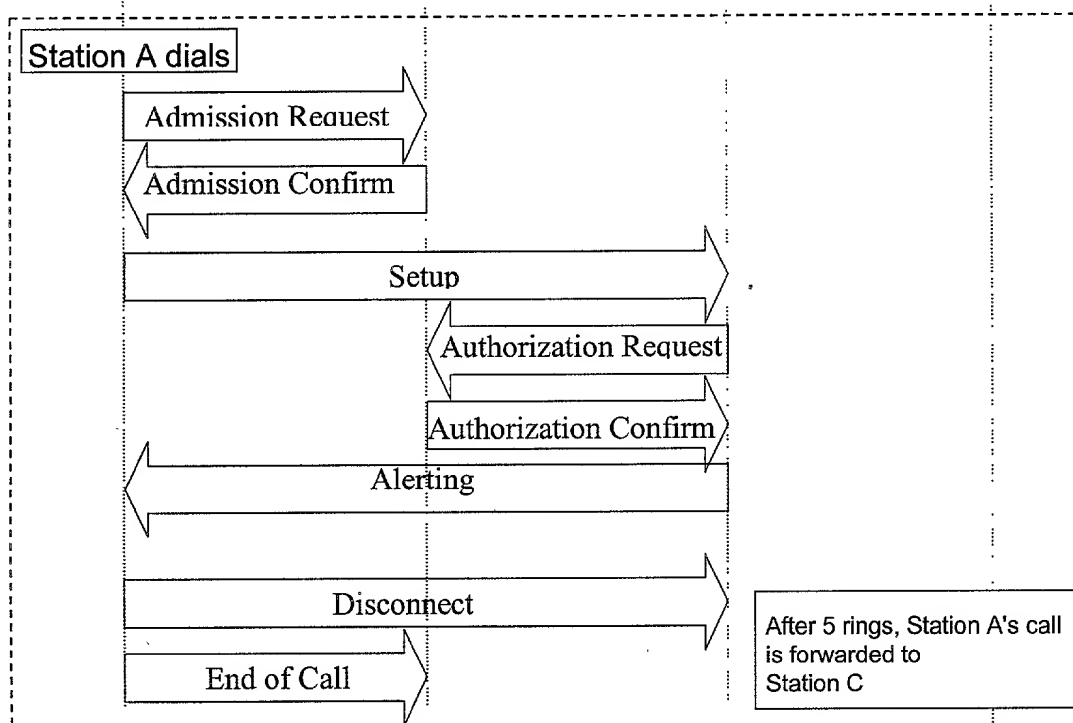 Station A dials
Admission Request
Admission Confirm
Setup
Authorization Request
Authorization Confirm
Alerting
Disconnect
After 5 rings, Station A's call
is forwarded to
Station C
End of Call